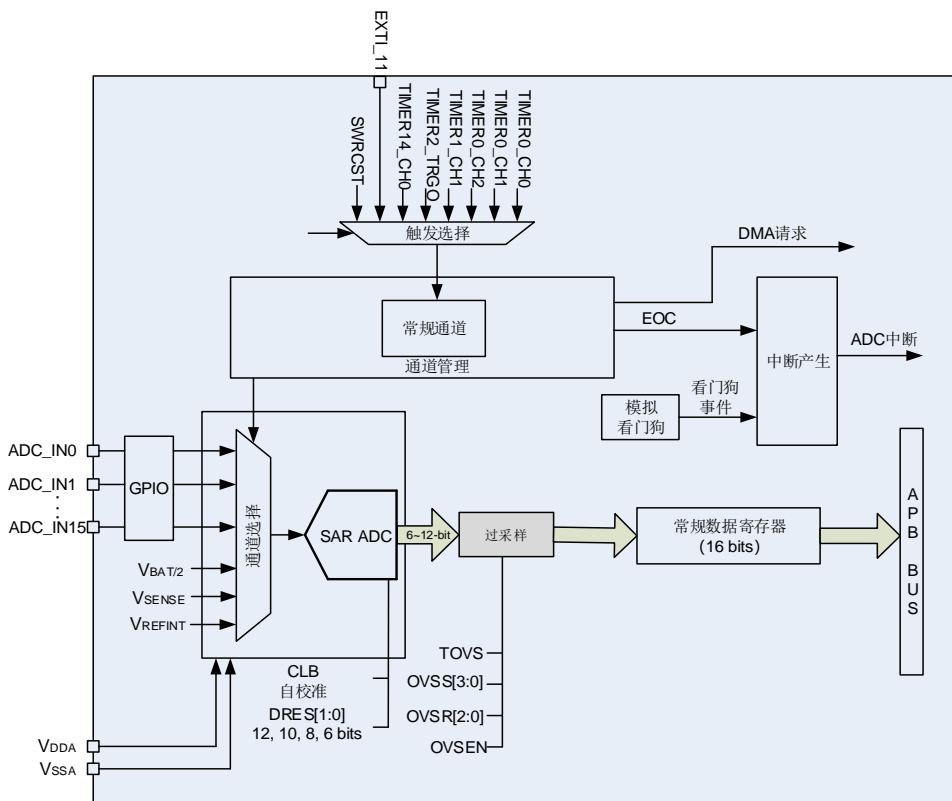 EXTI_11
SWRCST
TIMER14_CH0
TIMER2_TRGO
TIMER1_CH1
TIMER0_CH2
TIMER0_CH1
TIMER0_CH0
触发选择
DMA请求
常规通道
通道管理
EOC
中断产生
ADC中断
模拟
看门狗
看门狗
事件
ADC_IN0
ADC_IN1
ADC_IN15
GPIO
VBAT/2
VSENSE
VREFINT
通道选择
SAR ADC
6~12-bit
过采样
常规数据寄存器
(16 bits)
APB BUS
CLB
自校准
DRES[1:0]
12, 10, 8, 6 bits
TOVS
OVSS[3:0]
OVSR[2:0]
OVSEN
VDDA
VSSA